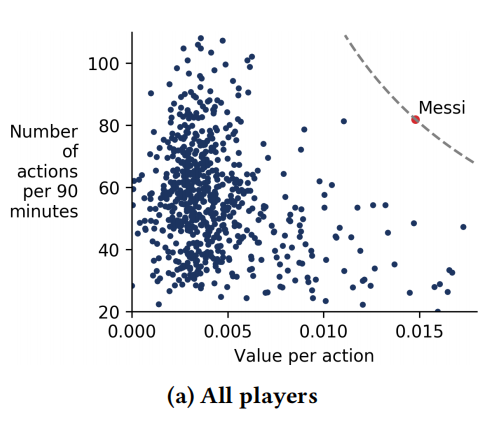 100
80
60
40
20
Number
of
actions
per 90
minutes
Messi
0.000 0.005 0.010 0.015
Value per action
(a) All players